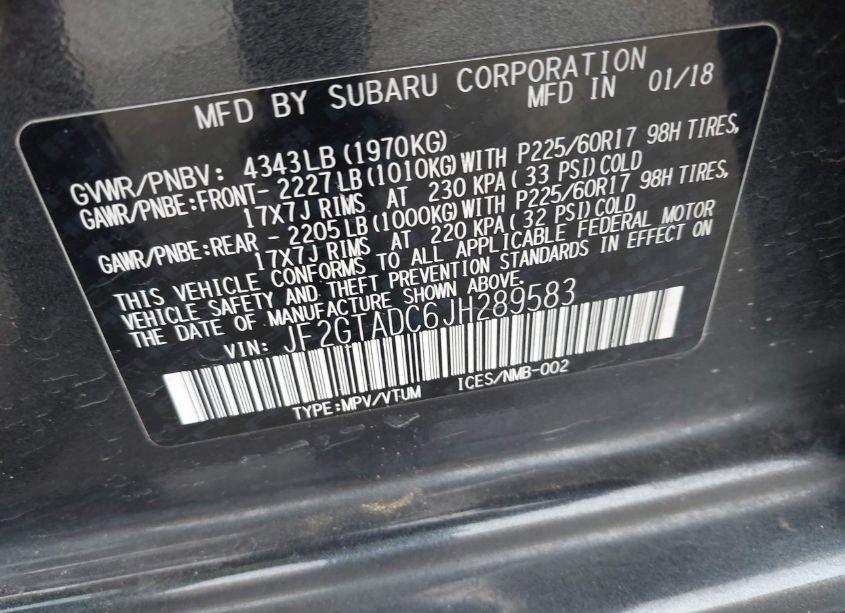 MFD BY SUBARU CORPORATION
MFD IN 01/18
GVWR/PNBV: 4343LB(1970KG)
GAWR/PNBE:FRONT- 2227LB(1010KG)WITH P225/60R17 98H TIRES,
17X7J RIMS AT 230 KPA( 33 PSI)COLD
GAWR/PNBE:REAR - 2205LB(1000KG)WITH P225/60R17 98H TIRES,
17X7J RIMS AT 220 KPA( 32 PSI)COLD
THIS VEHICLE CONFORMS TO ALL APPLICABLE FEDERAL MOTOR
VEHICLE SAFETY AND THEFT PREVENTION STANDARDS IN EFFECT ON
THE DATE OF MANUFACTURE SHOWN ABOVE.
VIN: JF2GTADC6JH289583
TYPE:MPV/VTUM ICES/NMB-002